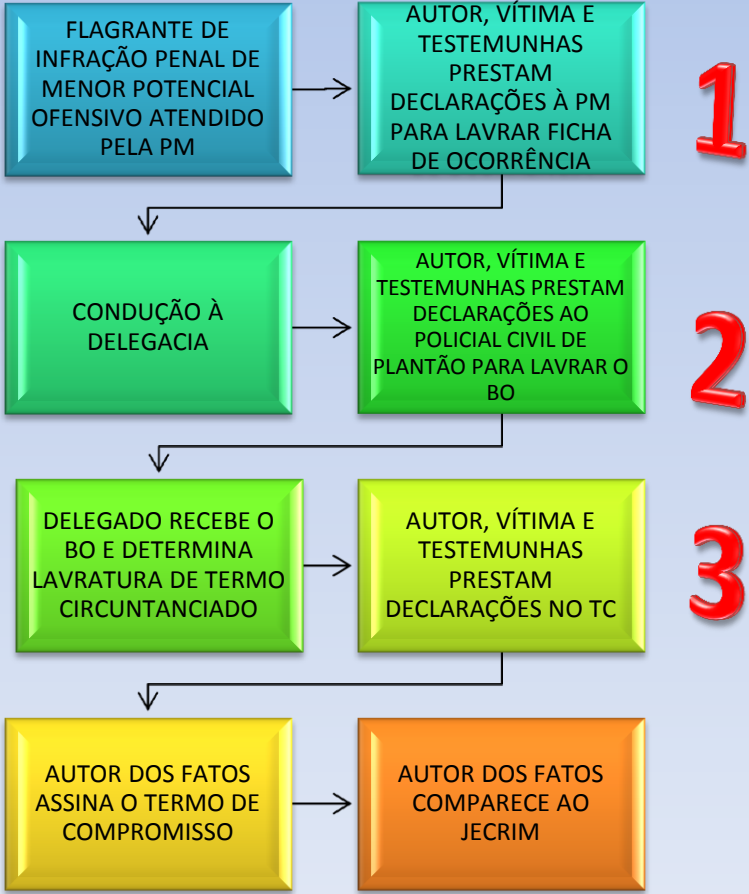 FLAGRANTE DE
INFRAÇÃO PENAL DE
MENOR POTENCIAL
OFENSIVO ATENDIDO
PELA PM
AUTOR, VÍTIMA E
TESTEMUNHAS
PRESTAM
DECLARAÇÕES À PM
PARA LAVRAR FICHA
DE OCORRÊNCIA
1
CONDUÇÃO À
DELEGACIA
AUTOR, VÍTIMA E
TESTEMUNHAS PRESTAM
DECLARAÇÕES AO
POLICIAL CIVIL DE
PLANTÃO PARA LAVRAR O
BO
2
DELEGADO RECEBE O
BO E DETERMINA
LAVRATURA DE TERMO
CIRCUNTANCIADO
AUTOR, VÍTIMA E
TESTEMUNHAS
PRESTAM
DECLARAÇÕES NO TC
3
AUTOR DOS FATOS
ASSINA O TERMO DE
COMPROMISSO
AUTOR DOS FATOS
COMPARECE AO
JECRIM